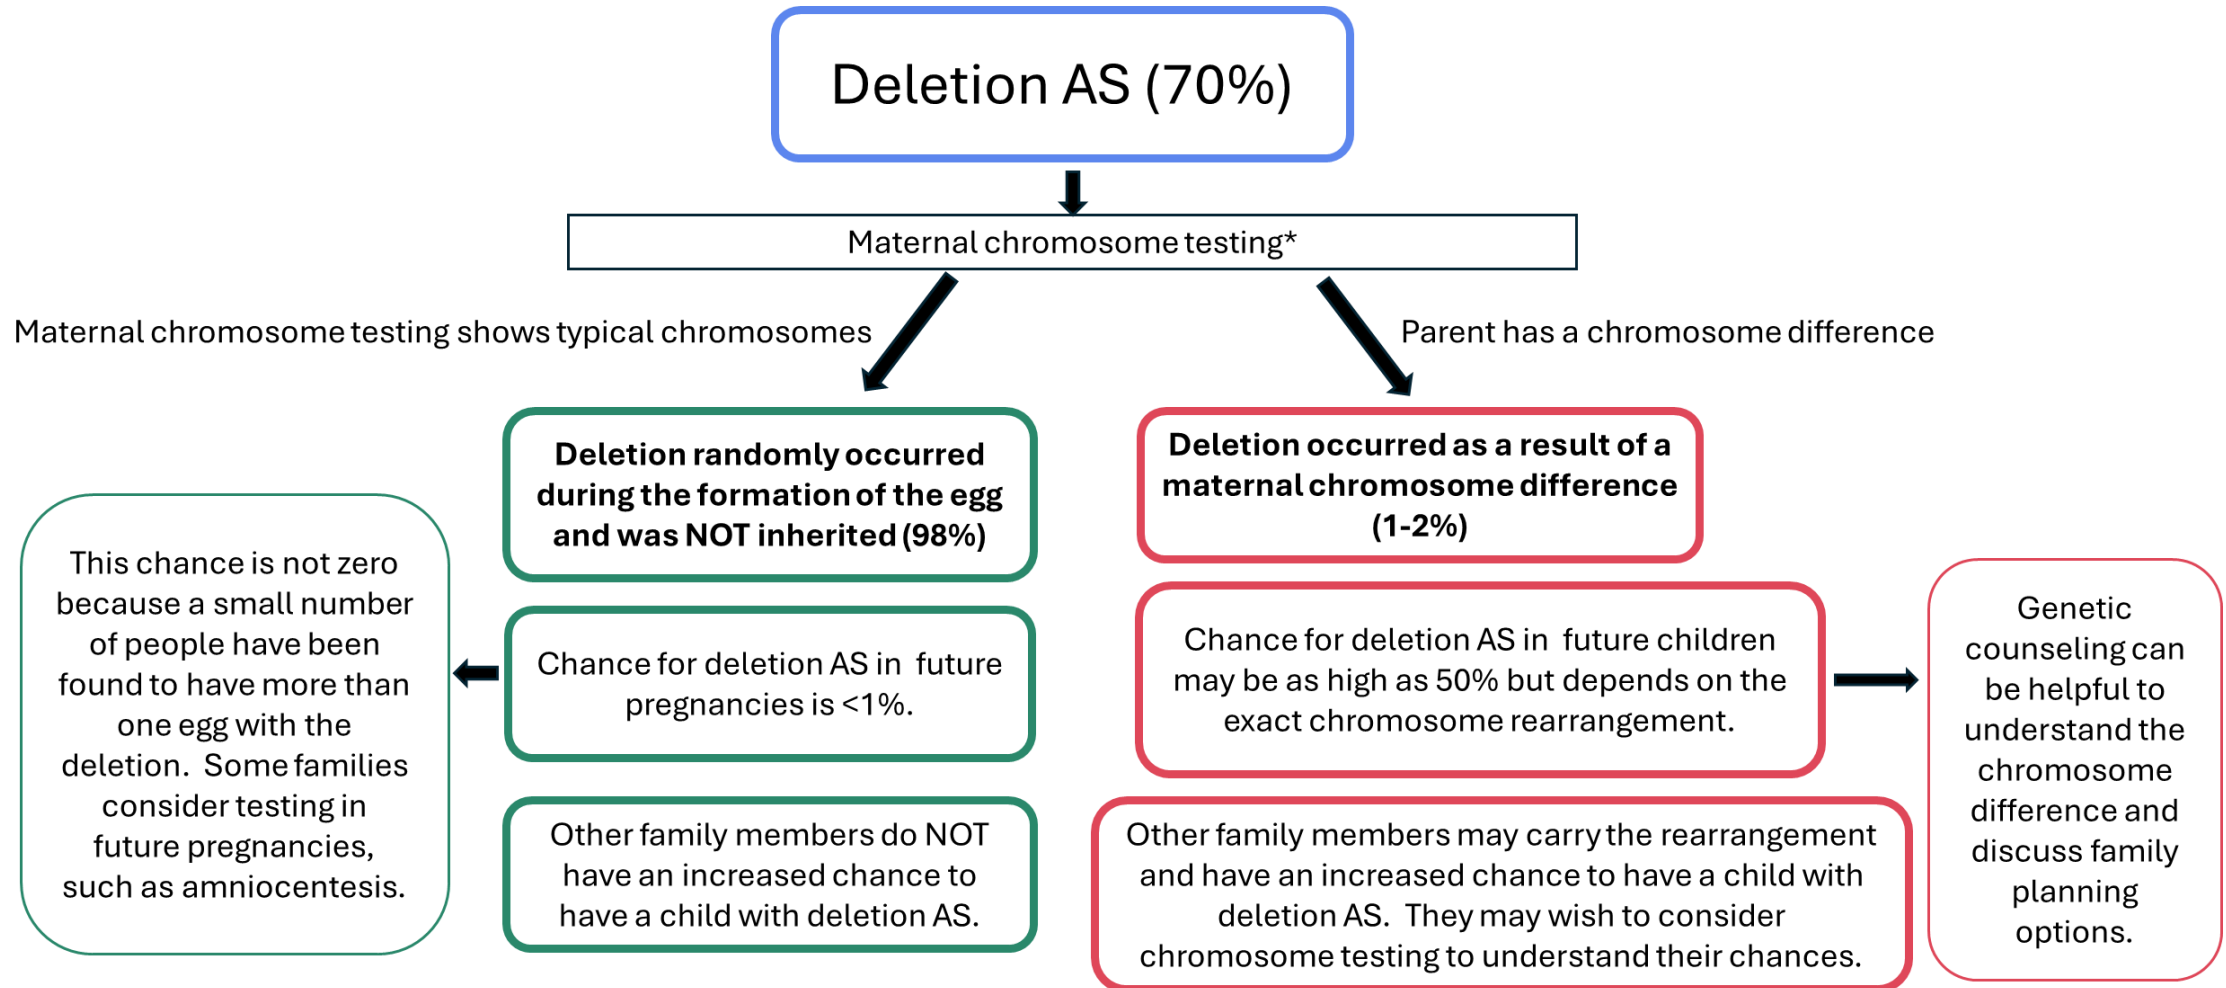 Deletion AS (70%)
Maternal chromosome testing*
Maternal chromosome testing shows typical chromosomes
Parent has a chromosome difference
Deletion randomly occurred
during the formation of the egg
and was NOT inherited (98%)
Deletion occurred as a result of a
maternal chromosome difference
(1-2%)
This chance is not zero
because a small number
of people have been
found to have more than
one egg with the
deletion.  Some families
consider testing in
future pregnancies,
such as amniocentesis.
Chance for deletion AS in  future
pregnancies is <1%.
Chance for deletion AS in  future children
may be as high as 50% but depends on the
exact chromosome rearrangement.
Genetic
counseling can
be helpful to
understand the
chromosome
difference and
discuss family
planning
options.
Other family members do NOT
have an increased chance to
have a child with deletion AS.
Other family members may carry the rearrangement
and have an increased chance to have a child with
deletion AS.  They may wish to consider
chromosome testing to understand their chances.